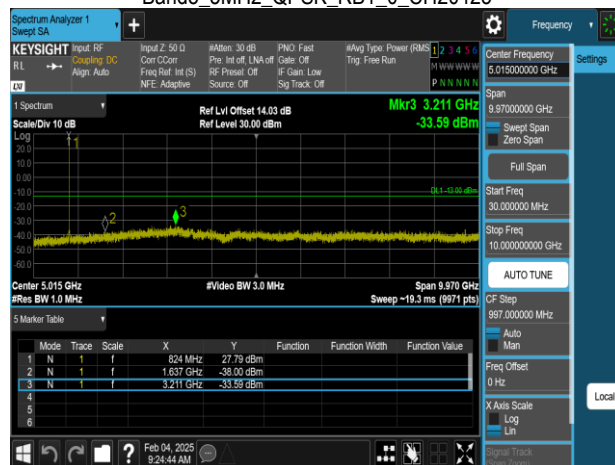 Band5_3MHz_QPSK_RB1_0_CH20420
Spectrum Analyzer 1
Swept SA
Frequency
KEYSIGHT
RL
LXI
Input: RF
Coupling: DC
Align: Auto
Input Z: 50 Ω
Corr CCorr
Freq Ref: Int (S)
NFE: Adaptive
#Atten: 30 dB
Pre: Int off, LNA off
RF Presel: Off
Source: Off
PNO: Fast
Gate: Off
IF Gain: Low
Sig Track: Off
#Avg Type: Power (RMS)
Trig: Free Run
1 2 3 4 5 6
M W W W W W
P N N N N N
1 Spectrum
Scale/Div 10 dB
Log
Ref Lvl Offset 14.03 dB
Ref Level 30.00 dBm
Mkr3 3.211 GHz
-33.59 dBm
20.0
10.0
0.00
-10.0
-20.0
-30.0
-40.0
-50.0
-60.0
1
2
3
DL1 -13.00 dBm
Center 5.015 GHz
#Video BW 3.0 MHz
Span 9.970 GHz
#Res BW 1.0 MHz
Sweep ~19.3 ms (9971 pts)
5 Marker Table
Mode Trace Scale X Y Function Function Width Function Value
1 N 1 f 824 MHz 27.79 dBm
2 N 1 f 1.637 GHz -38.00 dBm
3 N 1 f 3.211 GHz -33.59 dBm
4
5
6
Feb 04, 2025
9:24:44 AM
Center Frequency
5.015000000 GHz
Settings
Span
9.97000000 GHz
Swept Span
Zero Span
Full Span
Start Freq
30.000000 MHz
Stop Freq
10.000000000 GHz
AUTO TUNE
CF Step
997.000000 MHz
Auto
Man
Freq Offset
0 Hz
Local
X Axis Scale
Log
Lin
Signal Track
(Span Zoom)